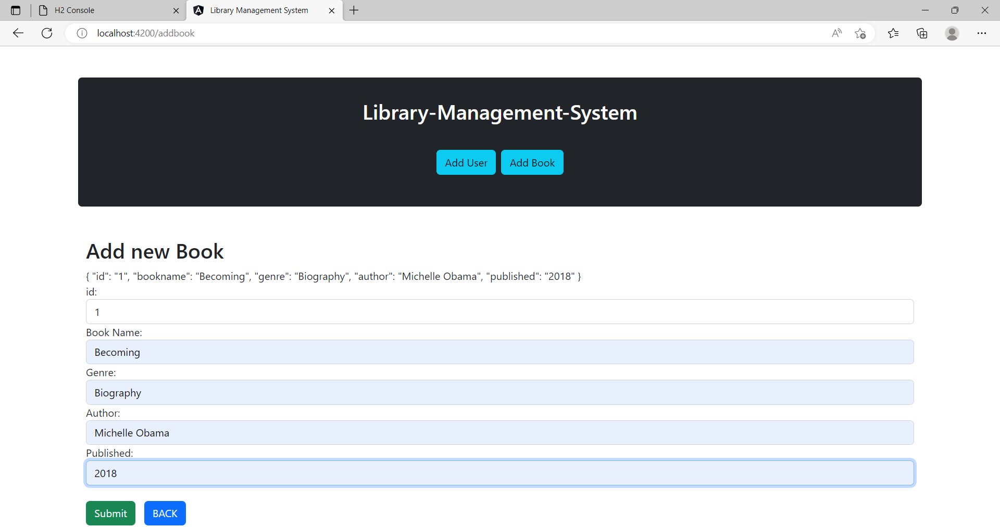 H2 Console
Library Management System
localhost:4200/addbook
Library-Management-System
Add User Add Book
Add new Book
{ "id": "1", "bookname": "Becoming", "genre": "Biography", "author": "Michelle Obama", "published": "2018" }
id:
1
Book Name:
Becoming
Genre:
Biography
Author:
Michelle Obama
Published:
2018
Submit BACK